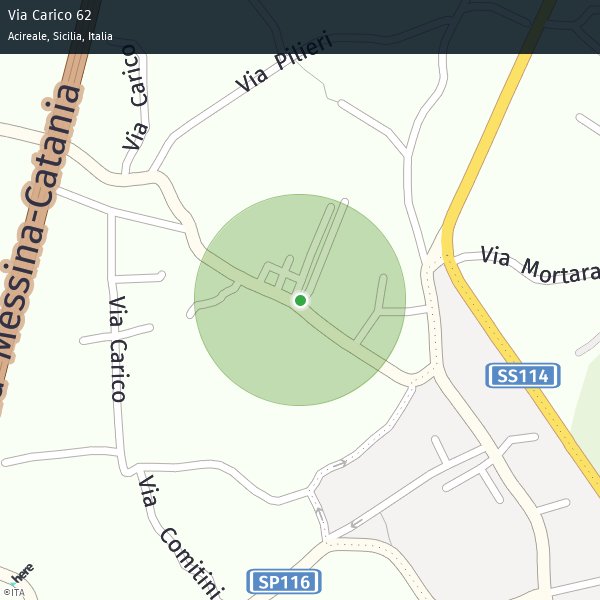 Via Carico 62
Acireale, Sicilia, Italia
Via Carico
Via Pilieri
Messina-Catania
Via Mortara
Via Carico
SS114
Via Comitini
SP116
here
©ITA